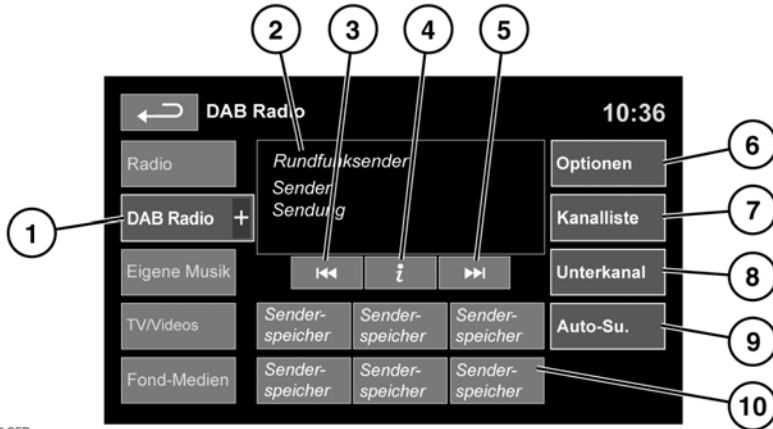 2
3
4
5
DAB Radio
10:36
Radio
DAB Radio +
Eigene Musik
TV/Videos
Fond-Medien
Rundfunksender
Sender
Sendung
i
Sender-
speicher
Sender-
speicher
Sender-
speicher
Sender-
speicher
Sender-
speicher
Sender-
speicher
Optionen
Kanalliste
Unterkanal
Auto-Su.
1
6
7
8
9
10